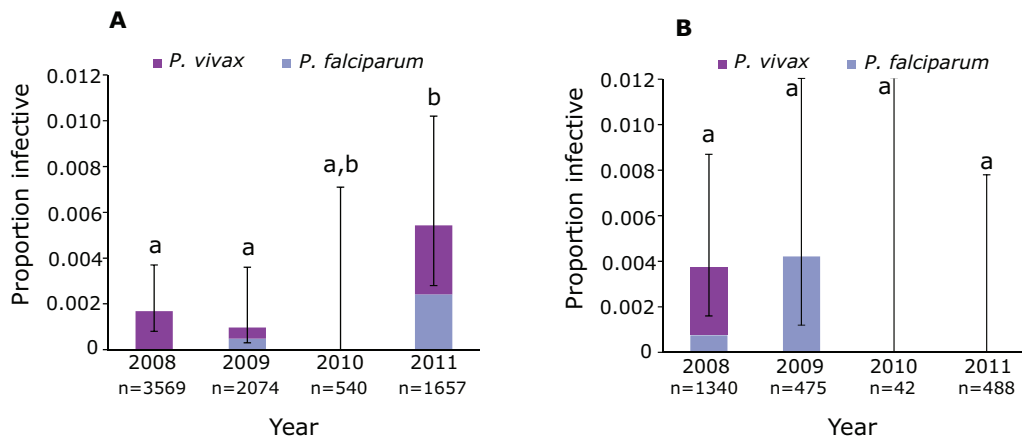 A
P. vivax P. falciparum
Proportion infective
0.012
0.010
0.008
0.006
0.004
0.002
0
a
a
a,b
b
2008 2009 2010 2011
n=3569 n=2074 n=540 n=1657
Year
B
P. vivax P. falciparum
Proportion infective
0.012
0.010
0.008
0.006
0.004
0.002
0
a
a
a
a
2008 2009 2010 2011
n=1340 n=475 n=42 n=488
Year